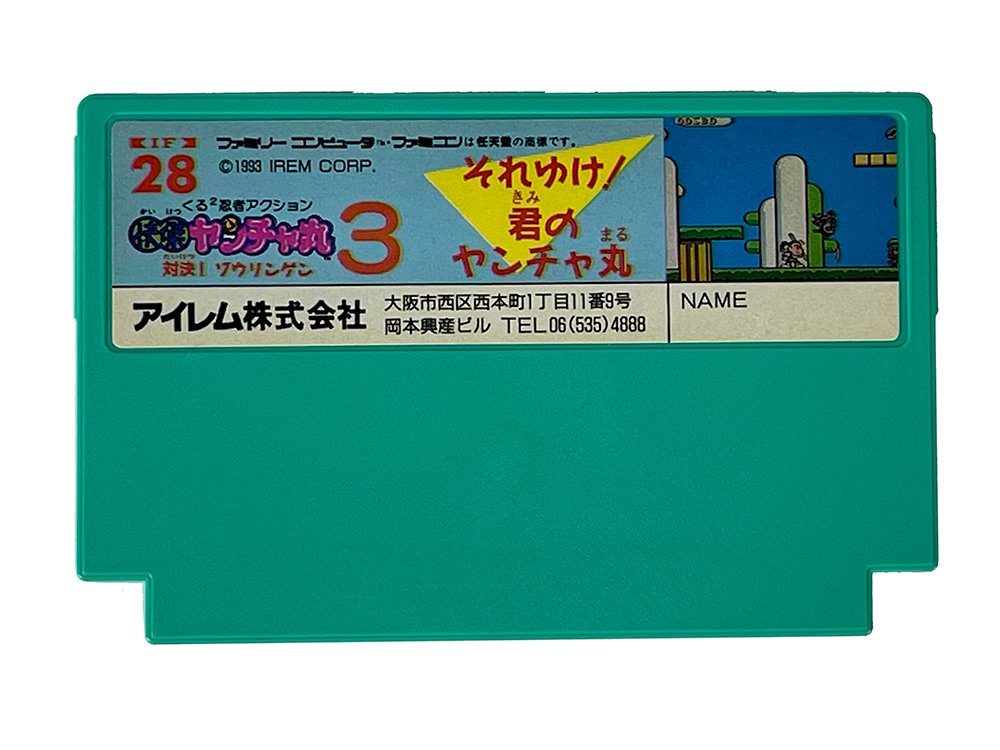 IF
28
ファミリーコンピュータ™・ファミコンは任天堂の商標です。
©1993 IREM CORP.
くる²忍者アクション
かい けつ
快傑ヤンチャ丸™3
たいけつ
対決!ゾウリンゲン
それゆけ!
きみ
君の
まる
ヤンチャ丸
アイレム株式会社
大阪市西区西本町1丁目11番9号
岡本興産ビル TEL 06(535)4888
NAME